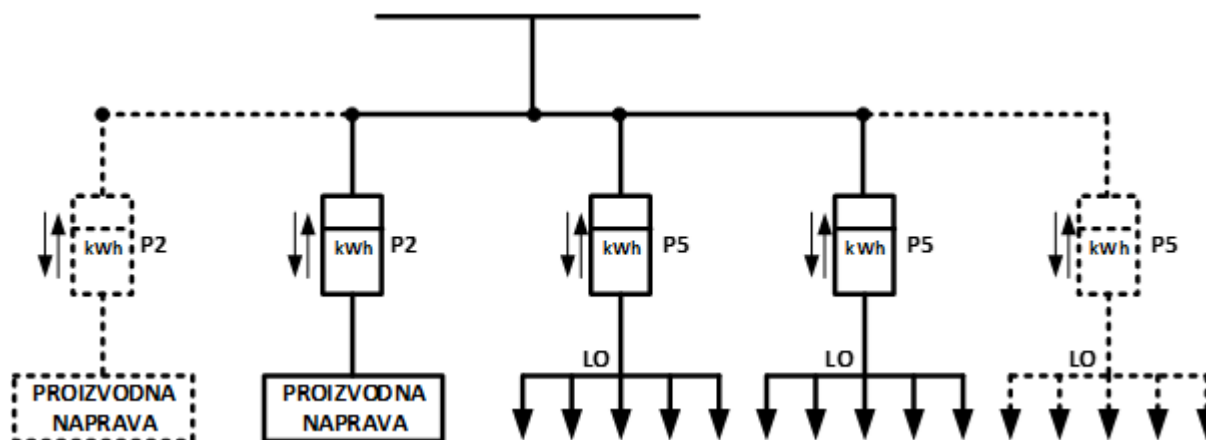 kWh P2
kWh P2
kWh P5
kWh P5
kWh P5
LO
LO
LO
PROIZVODNA
NAPRAVA
PROIZVODNA
NAPRAVA